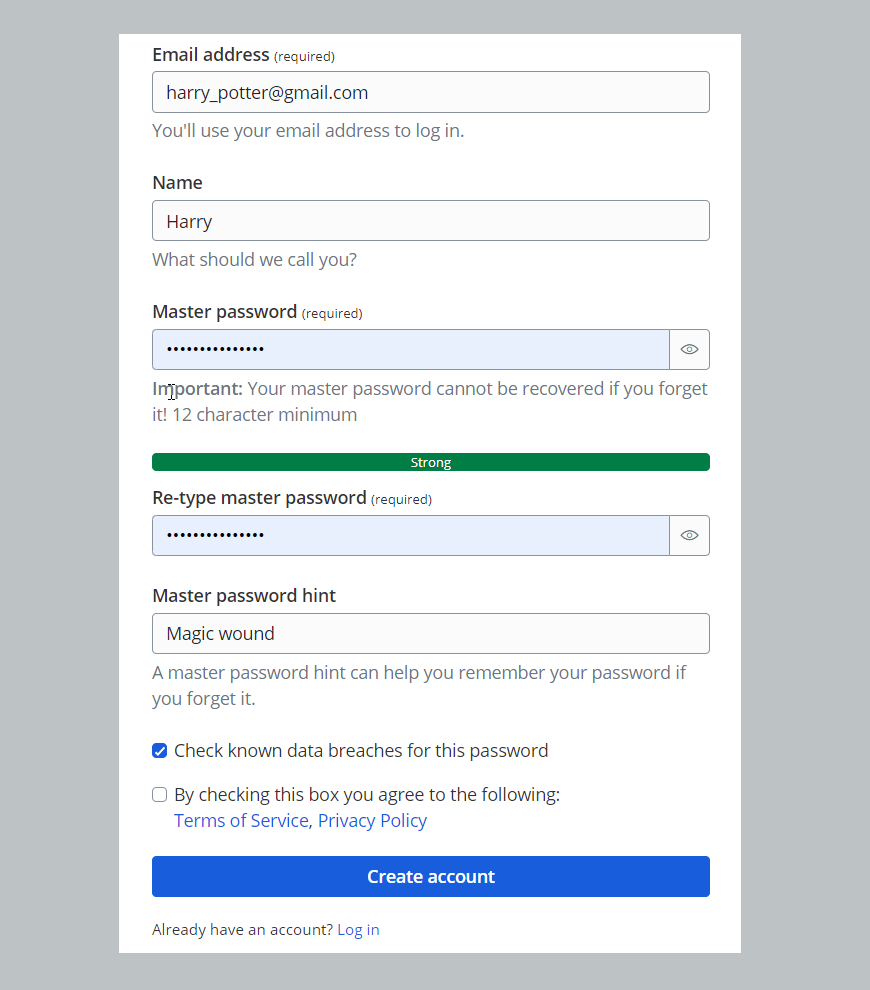 Email address (required)
harry_potter@gmail.com
You'll use your email address to log in.
Name
Harry
What should we call you?
Master password (required)
•••••••••••••••
Important: Your master password cannot be recovered if you forget
it! 12 character minimum
Strong
Re-type master password (required)
•••••••••••••••
Master password hint
Magic wound
A master password hint can help you remember your password if
you forget it.
Check known data breaches for this password
By checking this box you agree to the following:
Terms of Service, Privacy Policy
Create account
Already have an account? Log in